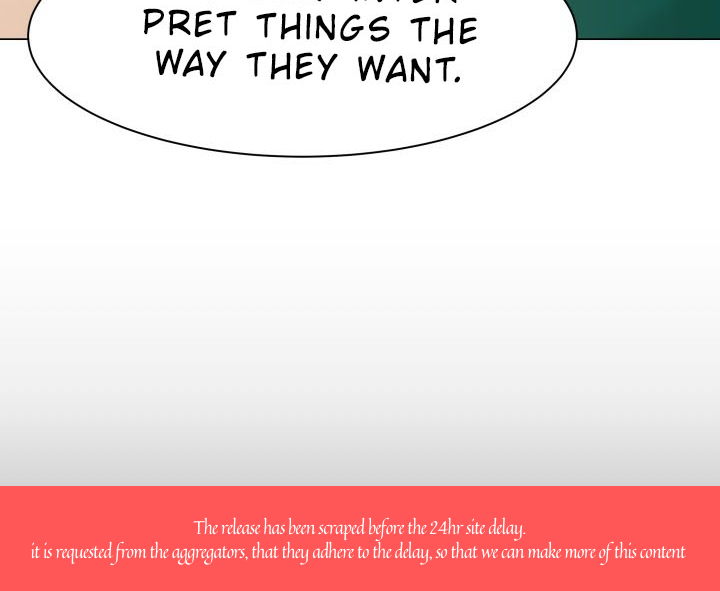 PRET THINGS THE
WAY THEY WANT.
The release has been scraped before the 24hr site delay.
it is requested from the aggregators, that they adhere to the delay, so that we can make more of this content